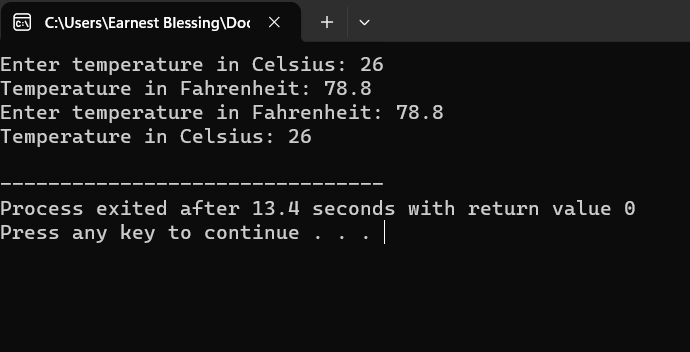 C:\Users\Earnest Blessing\Doc
Enter temperature in Celsius: 26
Temperature in Fahrenheit: 78.8
Enter temperature in Fahrenheit: 78.8
Temperature in Celsius: 26
--------------------------------
Process exited after 13.4 seconds with return value 0
Press any key to continue . . .